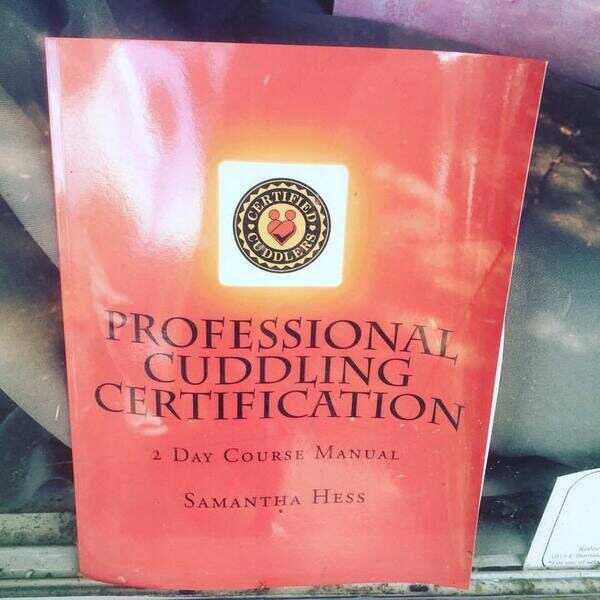 CERTIFIED
CUDDLERS
PROFESSIONAL
CUDDLING
CERTIFICATION
2 DAY COURSE MANUAL
SAMANTHA HESS